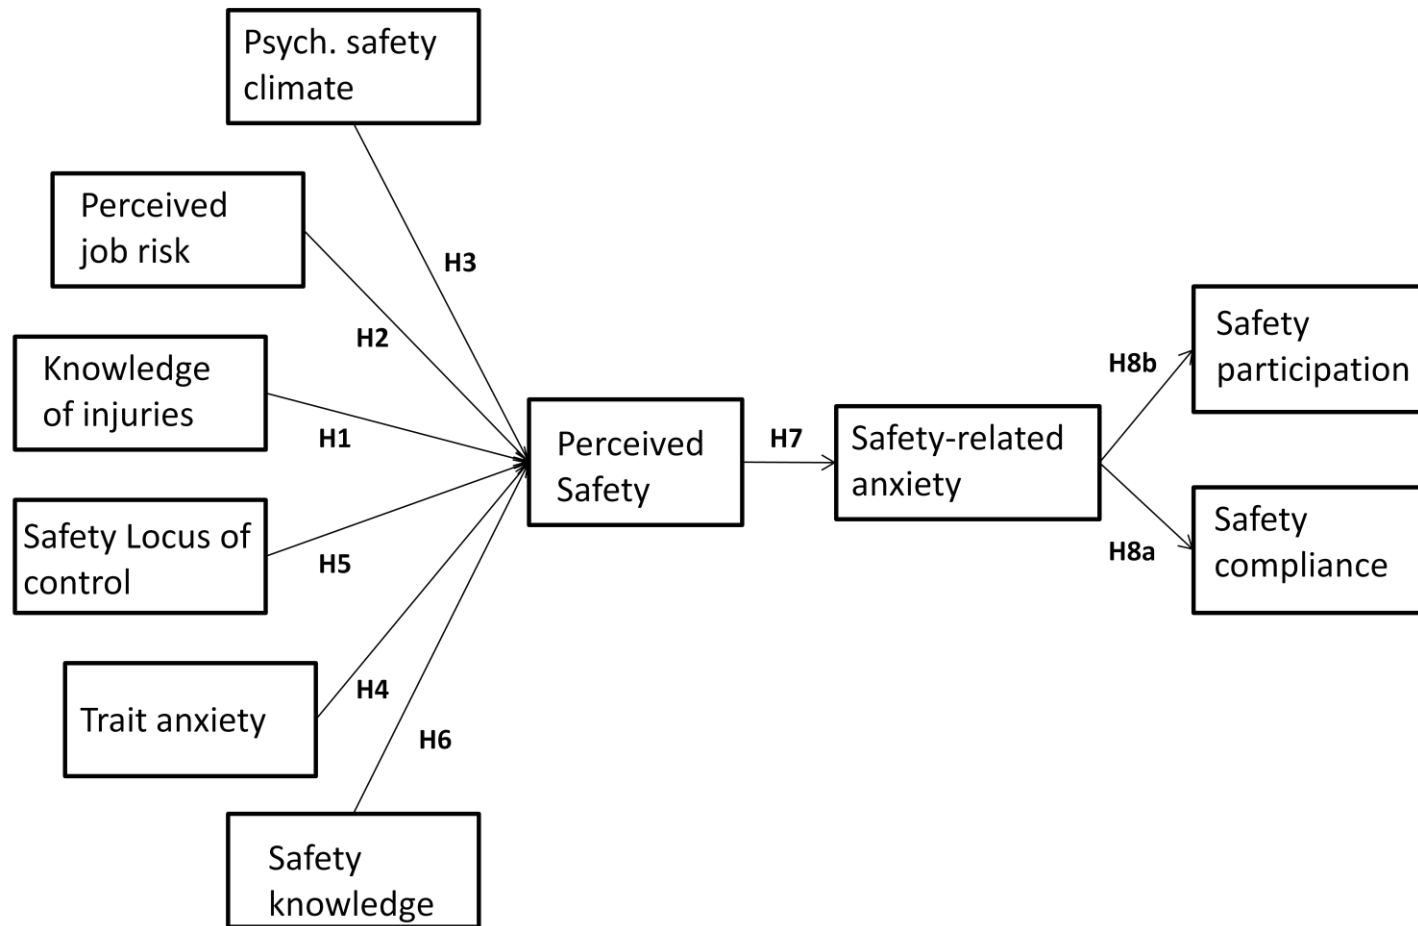 Psych. safety
climate
Perceived
job risk
H3
H2
Knowledge
of injuries
H1
Safety Locus of
control
H5
Trait anxiety
H4
H6
Safety
knowledge
Perceived
Safety
H7
Safety-related
anxiety
H8b
H8a
Safety
participation
Safety
compliance